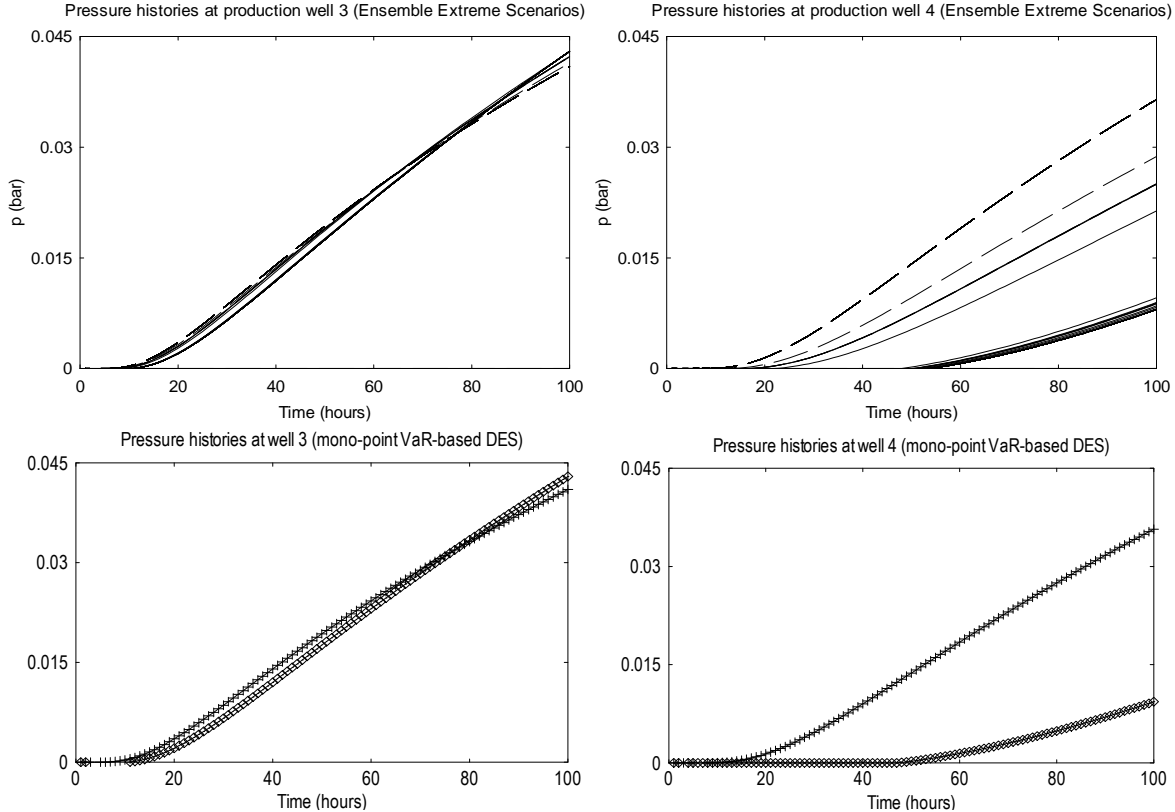 Pressure histories at production well 3 (Ensemble Extreme Scenarios)
0.045
0.03
0.015
0
p (bar)
0 20 40 60 80 100
Time (hours)
Pressure histories at production well 4 (Ensemble Extreme Scenarios)
0.045
0.03
0.015
0
p (bar)
0 20 40 60 80 100
Time (hours)
Pressure histories at well 3 (mono-point VaR-based DES)
0.045
0.03
0.015
0
0 20 40 60 80 100
Time (hours)
Pressure histories at well 4 (mono-point VaR-based DES)
0.045
0.03
0.015
0
0 20 40 60 80 100
Time (hours)